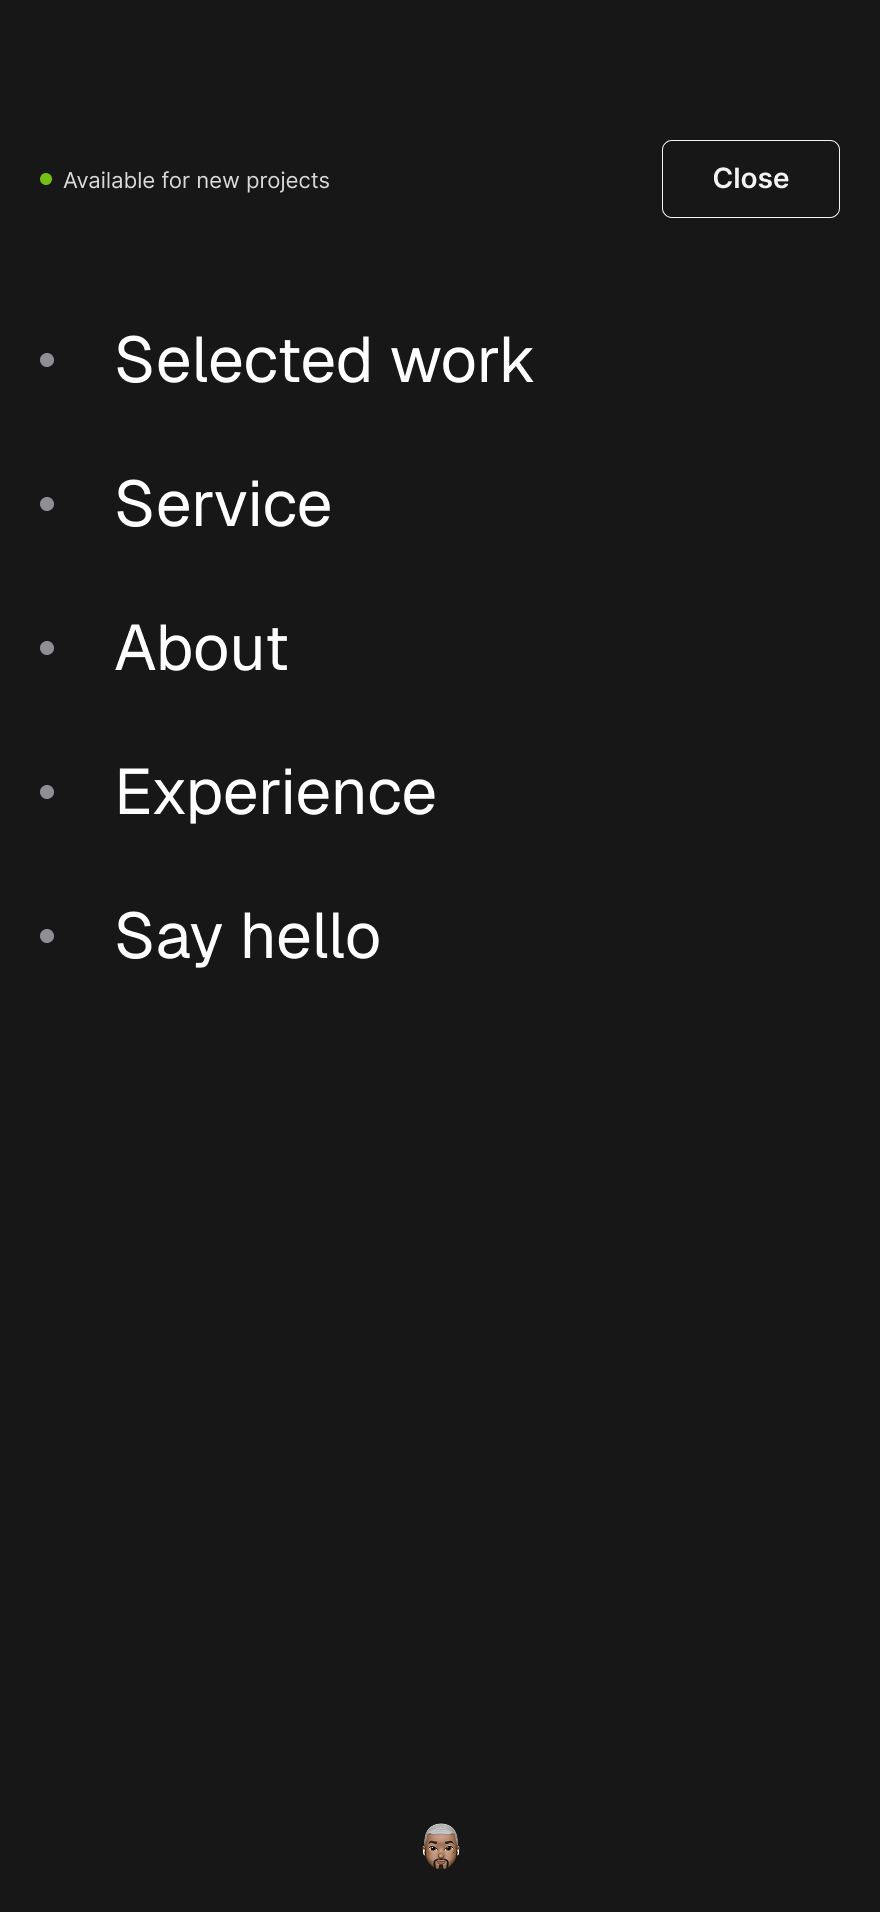 Available for new projects
Close
Selected work
Service
About
Experience
Say hello